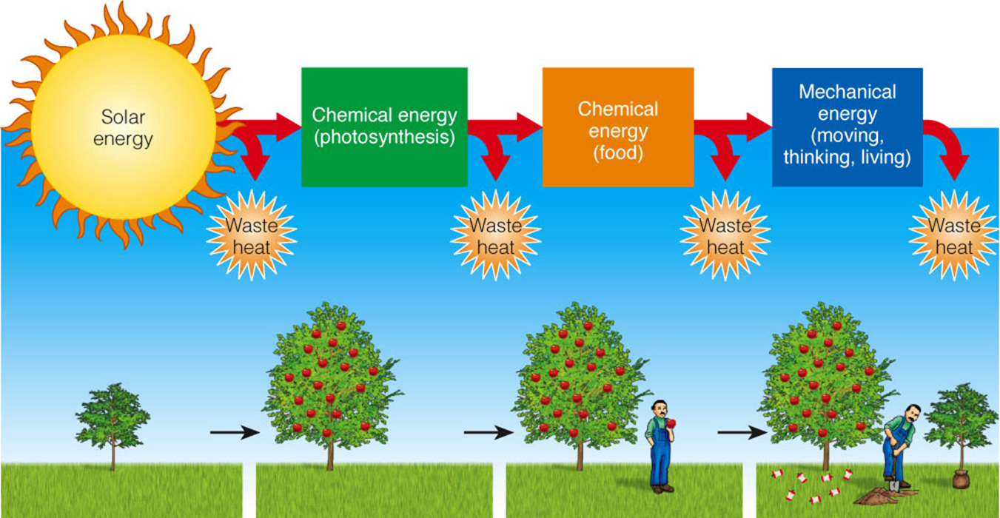 Solar
energy
Chemical energy
(photosynthesis)
Chemical
energy
(food)
Mechanical
energy
(moving,
thinking, living)
Waste
heat
Waste
heat
Waste
heat
Waste
heat